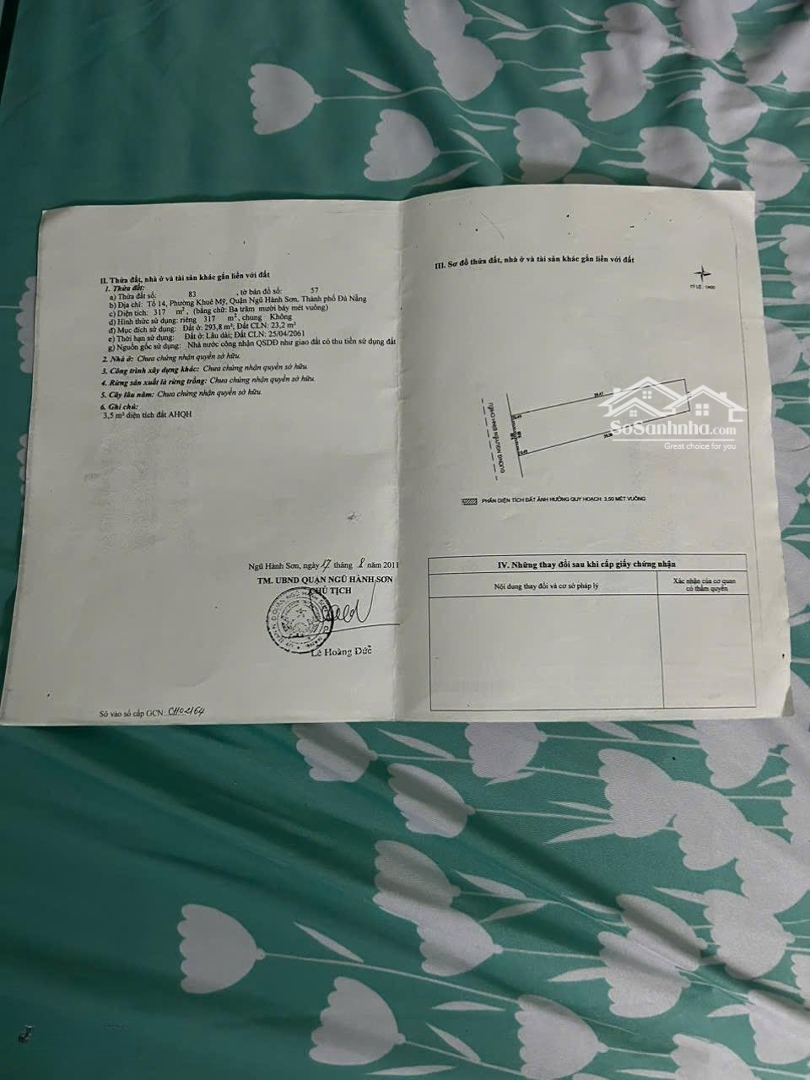 II. Thửa đất, nhà ở và tài sản khác gắn liền với đất
1. Thửa đất:
a) Thửa đất số: 83 , tờ bản đồ số: 57
b) Địa chỉ: Tổ 14, Phường Khuê Mỹ, Quận Ngũ Hành Sơn, Thành phố Đà Nẵng
c) Diện tích: 317 m², (bằng chữ: Ba trăm mười bảy mét vuông)
d) Hình thức sử dụng: riêng 317 m², chung Không
đ) Mục đích sử dụng: Đất ở: 293,8 m²; Đất CLN: 23,2 m²
e) Thời hạn sử dụng: Đất ở: Lâu dài; Đất CLN: 25/04/2061
g) Nguồn gốc sử dụng: Nhà nước công nhận QSDĐ như giao đất có thu tiền sử dụng đất
2. Nhà ở: Chưa chứng nhận quyền sở hữu.
3. Công trình xây dựng khác: Chưa chứng nhận quyền sở hữu.
4. Rừng sản xuất là rừng trồng: Chưa chứng nhận quyền sở hữu.
5. Cây lâu năm: Chưa chứng nhận quyền sở hữu.
6. Ghi chú:
3,5 m² diện tích đất AHQH
Ngũ Hành Sơn, ngày 17 tháng 8 năm 2011
TM. UBND QUẬN NGŨ HÀNH SƠN
CHỦ TỊCH
Lê Hoàng Đức
Số vào sổ cấp GCN: CH02164
III. Sơ đồ thửa đất, nhà ở và tài sản khác gắn liền với đất
PHẦN DIỆN TÍCH ĐẤT ẢNH HƯỞNG QUY HOẠCH: 3,50 MÉT VUÔNG
IV. Những thay đổi sau khi cấp giấy chứng nhận
Nội dung thay đổi và cơ sở pháp lý
Xác nhận của cơ quan
có thẩm quyền
SoSanhnha.com
Great choice for you